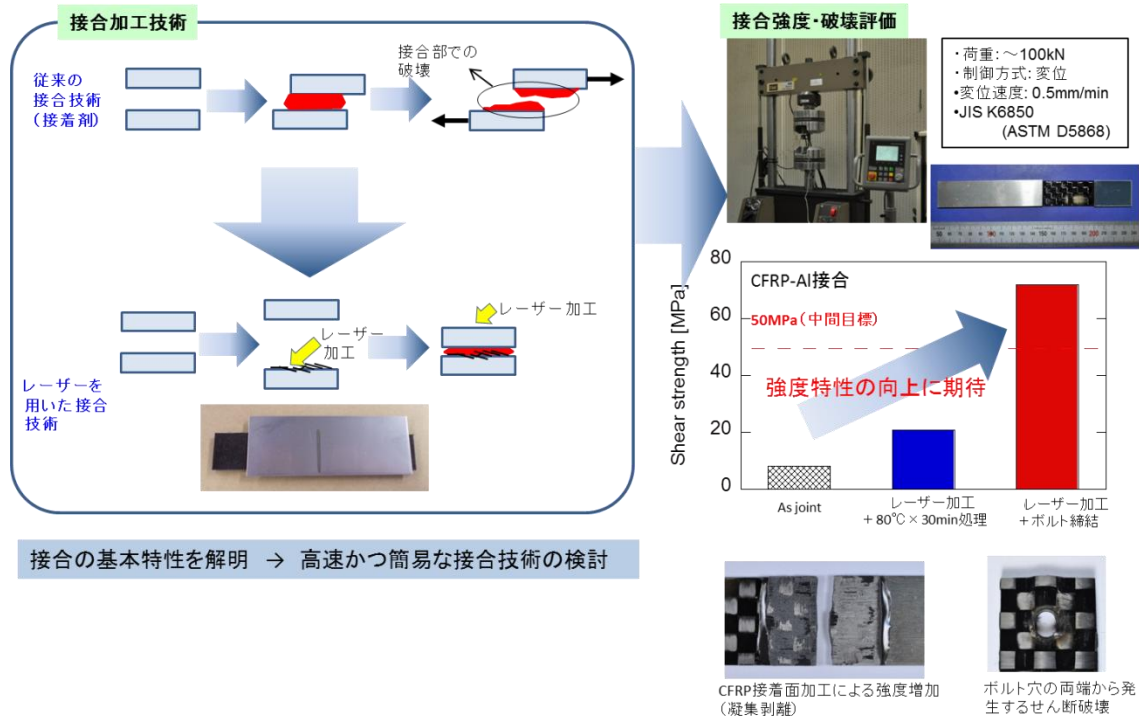 接合加工技術
従来の
接合技術
(接着剤)
接合部での
破壊
レーザー
加工
レーザー加工
レーザーを
用いた接合
技術
接合の基本特性を解明 → 高速かつ簡易な接合技術の検討
接合強度・破壊評価
・荷重:~100kN
・制御方式:変位
•変位速度:0.5mm/min
•JIS K6850
(ASTM D5868)
CFRP-Al接合
50MPa(中間目標)
強度特性の向上に期待
Shear strength [MPa]
80
60
40
20
0
As joint
レーザー加工
+80℃×30min処理
レーザー加工
+ボルト締結
CFRP接着面加工による強度増加
(凝集剥離)
ボルト穴の両端から発
生するせん断破壊